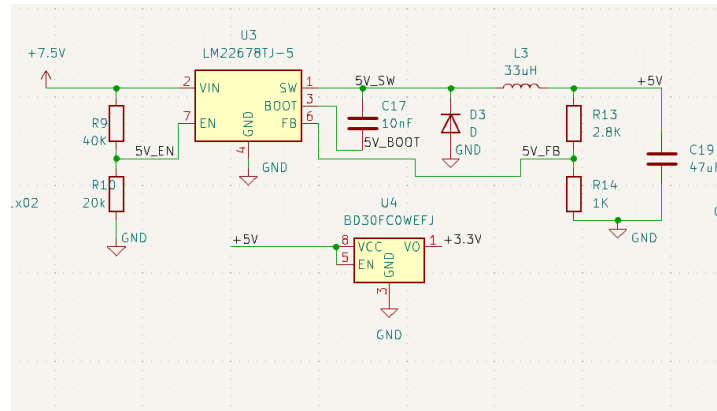 U3
LM22678TJ-5
+7.5V
2
VIN
SW
1
5V_SW
L3
33uH
+5V
BOOT
3
C17
10nF
D3
D
R13
2.8K
R9
40K
7
EN
FB
6
GND
4
GND
5V_EN
5V_BOOT
GND
5V_FB
C19
47uF
R10
20k
R14
1K
1x02
GND
GND
U4
BD30FC0WEFJ
+5V
8
VCC
VO
1
+3.3V
5
EN
GND
3
GND